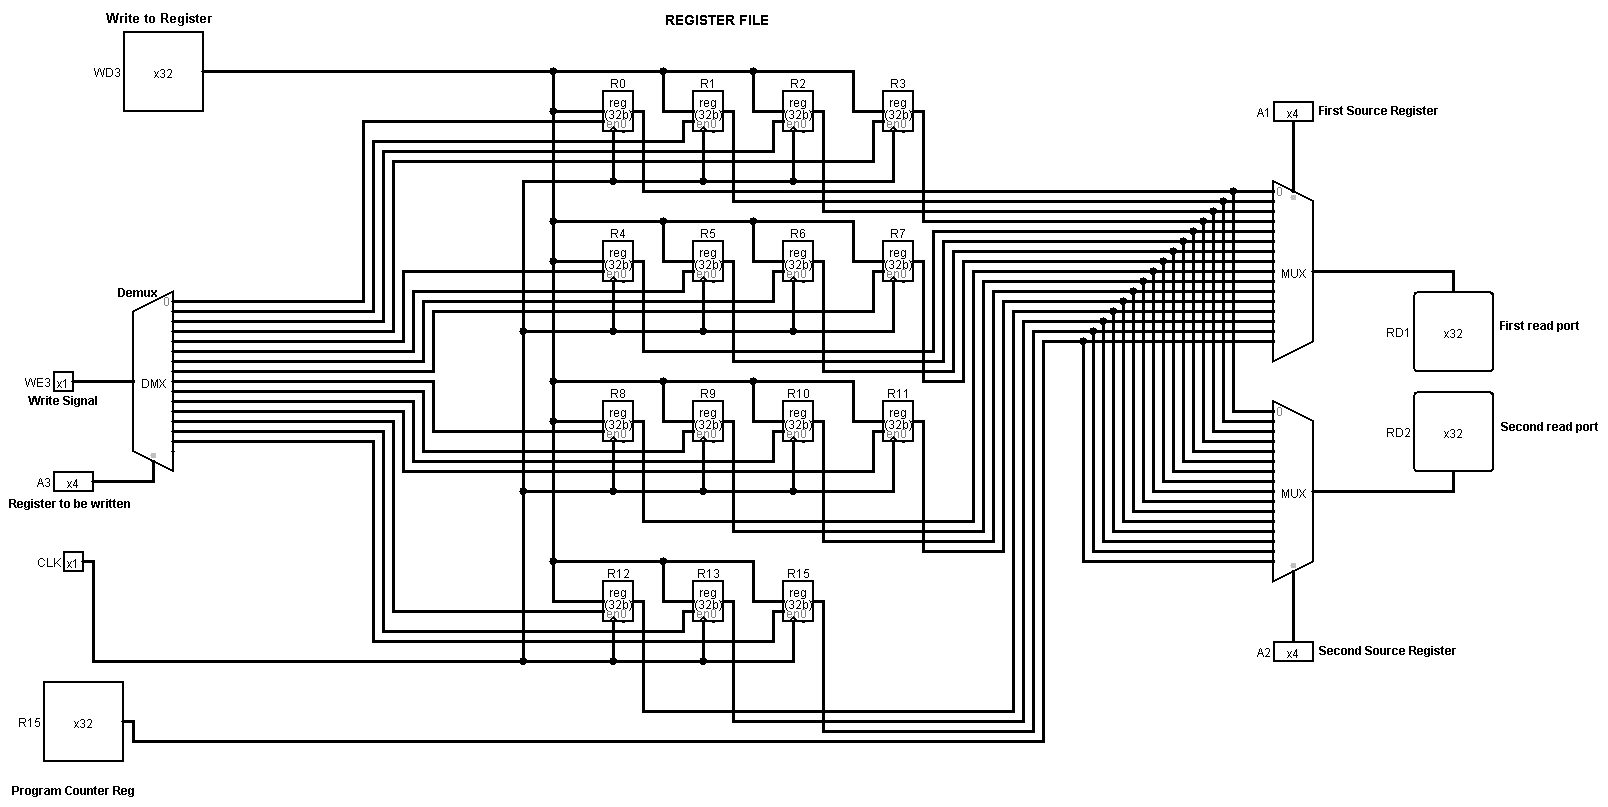 Write to Register
REGISTER FILE
WD3
x32
R0
R1
R2
R3
reg
(32b)
en0
reg
(32b)
en0
reg
(32b)
en0
reg
(32b)
en0
A1
x4
First Source Register
0
R4
R5
R6
R7
reg
(32b)
en0
reg
(32b)
en0
reg
(32b)
en0
reg
(32b)
en0
MUX
Demux
0
RD1
x32
First read port
WE3
x1
DMX
Write Signal
R8
R9
R10
R11
reg
(32b)
en0
reg
(32b)
en0
reg
(32b)
en0
reg
(32b)
en0
0
RD2
x32
Second read port
A3
x4
MUX
Register to be written
CLK
x1
R12
R13
R15
reg
(32b)
en0
reg
(32b)
en0
reg
(32b)
en0
A2
x4
Second Source Register
R15
x32
Program Counter Reg